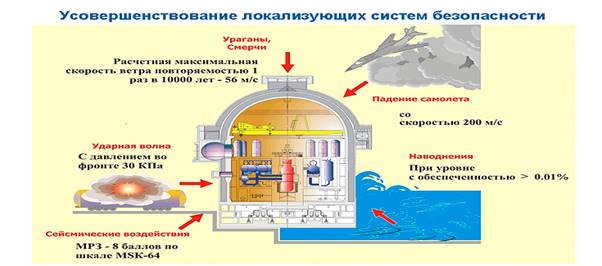 Усовершенствование локализующих систем безопасности
Ураганы,
Смерчи
Расчетная максимальная
скорость ветра повторяемостью 1
раз в 10000 лет - 56 м/с
Падение самолета
со
скоростью 200 м/с
Ударная волна
С давлением во
фронте 30 КПа
Наводнения
При уровне
с обеспеченностью > 0.01%
Сейсмические воздействия
МРЗ - 8 баллов по
шкале MSK-64